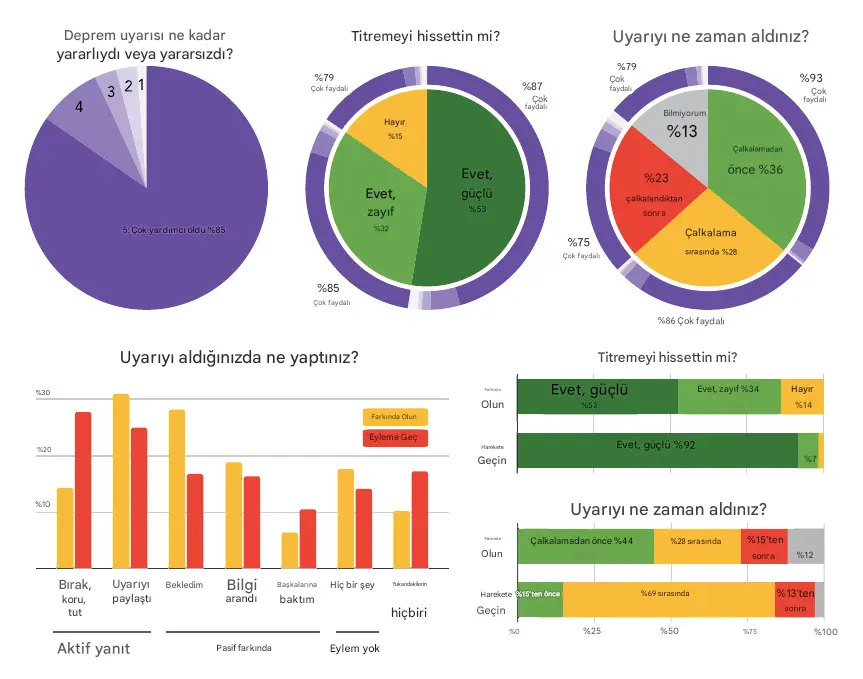 Deprem uyarısı ne kadar
yararlıydı veya yararsızdı?
4
3
2
1
5: Çok yardımcı oldu %85
Titremeyi hissettin mi?
%79
Çok faydalı
%87
Çok
faydalı
Hayır
%15
Evet,
zayıf
%32
Evet,
güçlü
%53
%85
Çok faydalı
Uyarıyı ne zaman aldınız?
%79
Çok
faydalı
%93
Çok
faydalı
Bilmiyorum
%13
Çalkalamadan
önce %36
%23
çalkalandıktan
sonra
Çalkalama
sırasında %28
%75
Çok faydalı
%86 Çok faydalı
Uyarıyı aldığınızda ne yaptınız?
%30
%20
%10
Farkında Olun
Eyleme Geç
Bırak,
koru,
tut
Uyarıyı
paylaştı
Bekledim
Bilgi
arandı
Başkalarına
baktım
Hiç bir şey
Yukarıdakilerin
hiçbiri
Aktif yanıt
Pasif farkında
Eylem yok
Titremeyi hissettin mi?
Farkında
Olun
Evet, güçlü
%53
Evet, zayıf %34
Hayır
%14
Harekete
Geçin
Evet, güçlü %92
%7
Uyarıyı ne zaman aldınız?
Farkında
Olun
Çalkalamadan önce %44
%28 sırasında
%15'ten
sonra
%12
Harekete
Geçin
%15'ten önce
%69 sırasında
%13'ten
sonra
%0
%25
%50
%75
%100